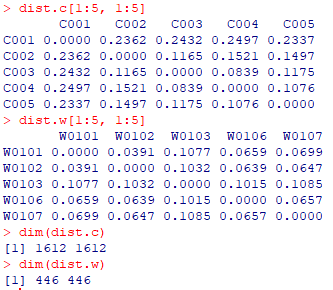 > dist.c[1:5, 1:5]
C001 C002 C003 C004 C005
C001 0.0000 0.2362 0.2432 0.2497 0.2337
C002 0.2362 0.0000 0.1165 0.1521 0.1497
C003 0.2432 0.1165 0.0000 0.0839 0.1175
C004 0.2497 0.1521 0.0839 0.0000 0.1076
C005 0.2337 0.1497 0.1175 0.1076 0.0000
> dist.w[1:5, 1:5]
W0101 W0102 W0103 W0106 W0107
W0101 0.0000 0.0391 0.1077 0.0659 0.0699
W0102 0.0391 0.0000 0.1032 0.0639 0.0647
W0103 0.1077 0.1032 0.0000 0.1015 0.1085
W0106 0.0659 0.0639 0.1015 0.0000 0.0657
W0107 0.0699 0.0647 0.1085 0.0657 0.0000
> dim(dist.c)
[1] 1612 1612
> dim(dist.w)
[1] 446 446